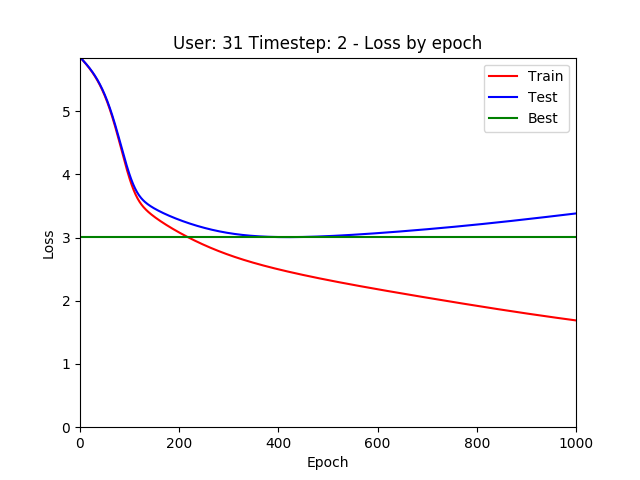 User: 31 Timestep: 2 - Loss by epoch
Train
Test
Best
5
4
3
2
1
0
Loss
0 200 400 600 800 1000
Epoch